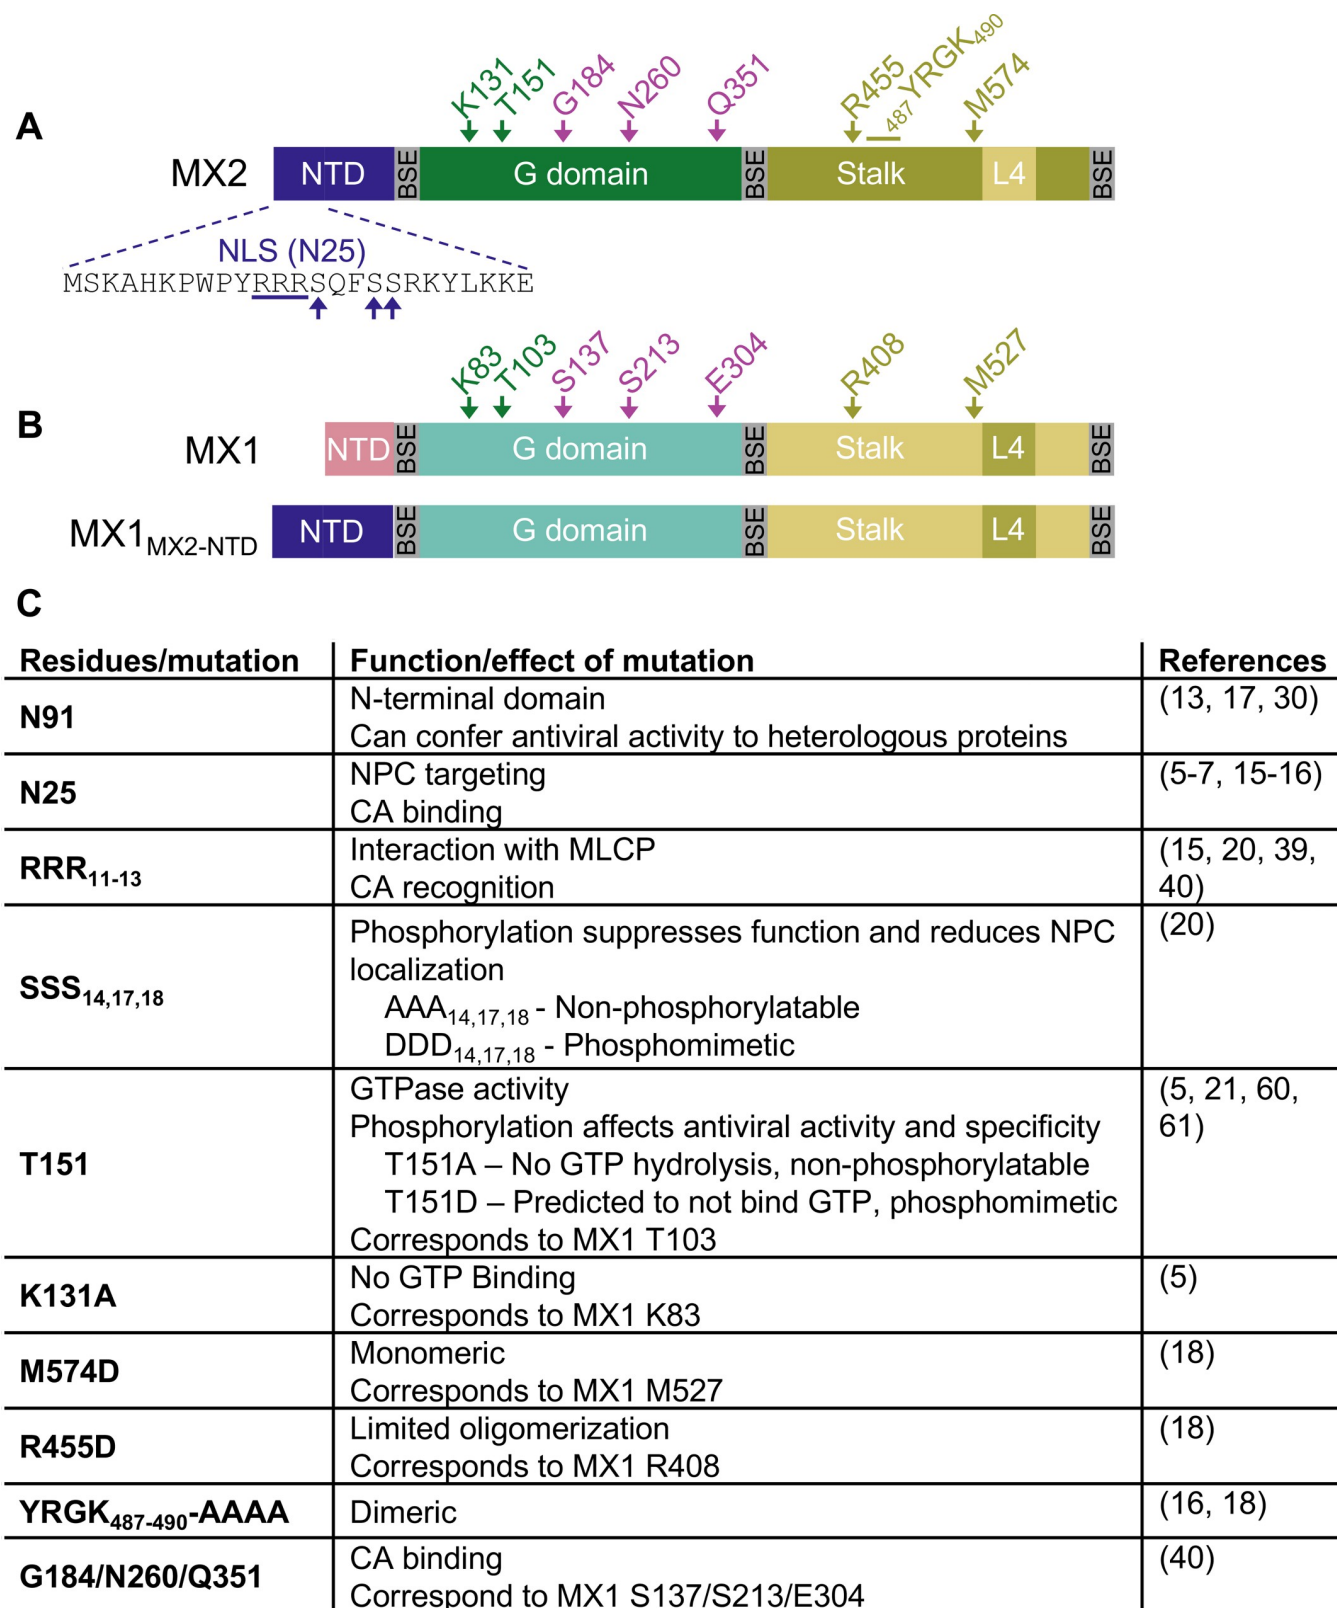 A
K131
T151
G184
N260
Q351
R455
487YRGK490
M574
MX2
NTD
BSE
G domain
BSE
Stalk
L4
BSE
NLS (N25)
MSKAHKPWPYRRRSQFSSRKYLKKE
B
K83
T103
S137
S213
E304
R408
M527
MX1
NTD
BSE
G domain
BSE
Stalk
L4
BSE
MX1MX2-NTD
NTD
BSE
G domain
BSE
Stalk
L4
BSE
C
Residues/mutation
Function/effect of mutation
References
N91
N-terminal domain
Can confer antiviral activity to heterologous proteins
(13, 17, 30)
N25
NPC targeting
CA binding
(5-7, 15-16)
RRR11-13
Interaction with MLCP
CA recognition
(15, 20, 39,
40)
SSS14,17,18
Phosphorylation suppresses function and reduces NPC
localization
AAA14,17,18 - Non-phosphorylatable
DDD14,17,18 - Phosphomimetic
(20)
T151
GTPase activity
Phosphorylation affects antiviral activity and specificity
T151A – No GTP hydrolysis, non-phosphorylatable
T151D – Predicted to not bind GTP, phosphomimetic
Corresponds to MX1 T103
(5, 21, 60,
61)
K131A
No GTP Binding
Corresponds to MX1 K83
(5)
M574D
Monomeric
Corresponds to MX1 M527
(18)
R455D
Limited oligomerization
Corresponds to MX1 R408
(18)
YRGK487-490-AAAA
Dimeric
(16, 18)
G184/N260/Q351
CA binding
Correspond to MX1 S137/S213/E304
(40)